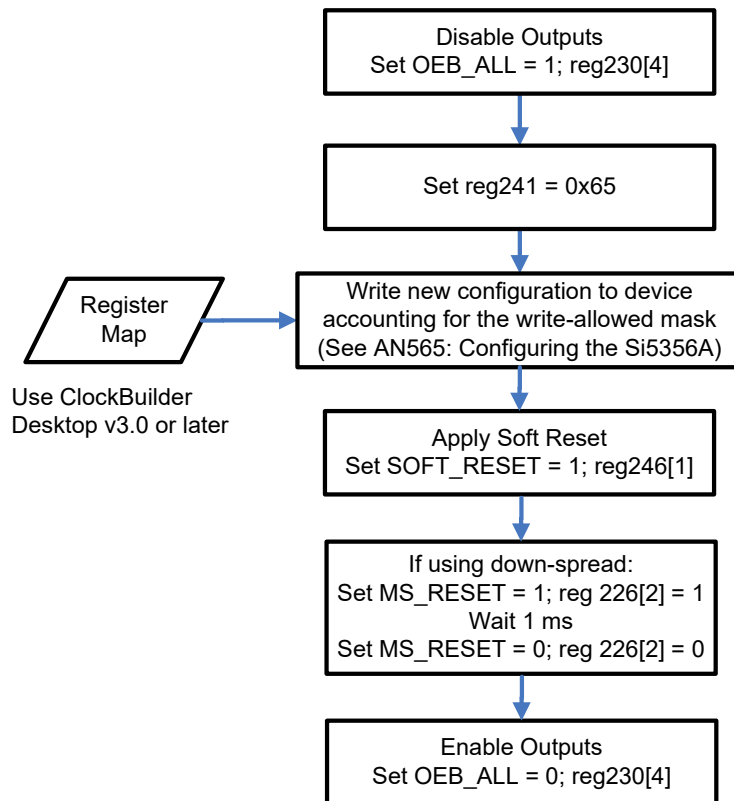 Disable Outputs
Set OEB_ALL = 1; reg230[4]
Set reg241 = 0x65
Register
Map
Use ClockBuilder
Desktop v3.0 or later
Write new configuration to device
accounting for the write-allowed mask
(See AN565: Configuring the Si5356A)
Apply Soft Reset
Set SOFT_RESET = 1; reg246[1]
If using down-spread:
Set MS_RESET = 1; reg 226[2] = 1
Wait 1 ms
Set MS_RESET = 0; reg 226[2] = 0
Enable Outputs
Set OEB_ALL = 0; reg230[4]